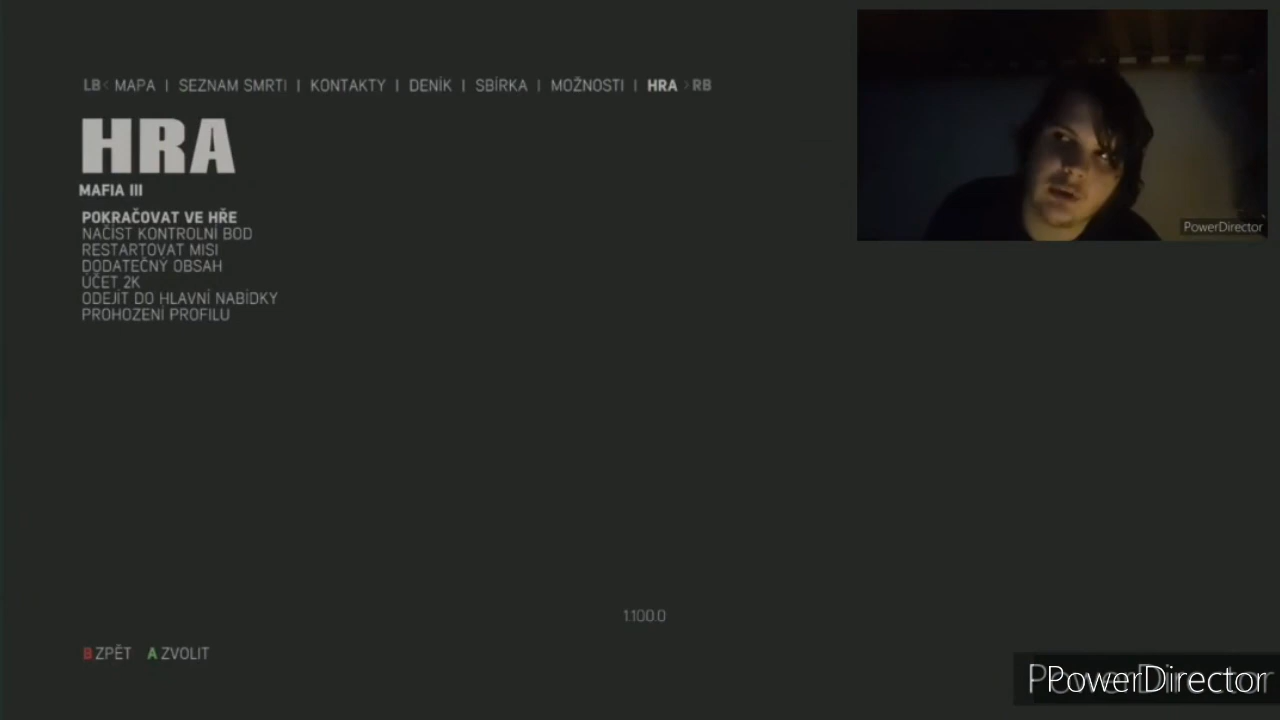 LB< MAPA | SEZNAM SMRTI | KONTAKTY | DENÍK | SBÍRKA | MOŽNOSTI | HRA >RB
HRA
MAFIA III
POKRAČOVAT VE HŘE
NAČÍST KONTROLNÍ BOD
RESTARTOVAT MISI
DODATEČNÝ OBSAH
ÚČET 2K
ODEJÍT DO HLAVNÍ NABÍDKY
PROHOZENÍ PROFILU
PowerDirector
1.100.0
B ZPĚT A ZVOLIT
PowerDirector